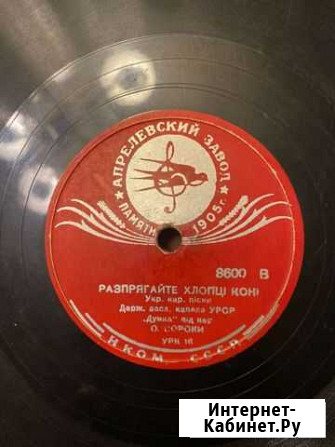 АПРЕЛЕВСКИЙ ЗАВОД
ПАМЯТИ 1905 г.
8600 В
РАЗПРЯГАЙТЕ ХЛОПЦІ КОНІ
Укр. нар. пісня
Держ. засл. капела УРСР
„Думка" під кер.
О. СОРОКИ
УРК 16
НКОМ СССР
Интернет-
Кабинет.Ру